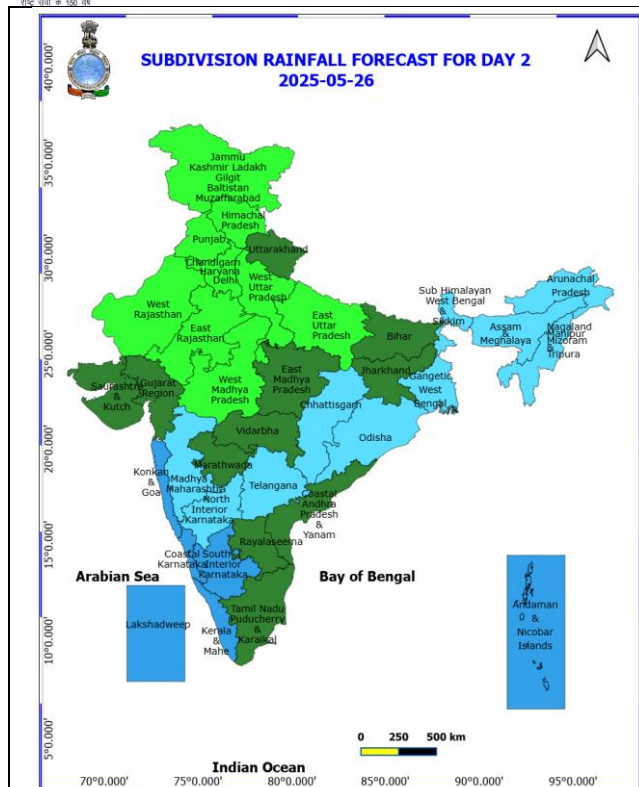 राष्ट्र सेवा के 150 वर्ष
SUBDIVISION RAINFALL FORECAST FOR DAY 2
2025-05-26
40°0.000'
35°0.000'
30°0.000'
25°0.000'
20°0.000'
15°0.000'
10°0.000'
5°0.000'
Jammu
Kashmir Ladakh
Gilgit
Baltistan
Muzaffarabad
Himachal
Pradesh
Punjab
Uttarakhand
Chandigarh
Haryana
Delhi
West
Uttar
Pradesh
West
Rajasthan
East
Rajasthan
East
Uttar
Pradesh
Sub Himalayan
West Bengal
&
Sikkim
Arunachal
Pradesh
Assam
&
Meghalaya
Nagaland
Manipur
Mizoram
&
Tripura
Bihar
Jharkhand
Gangetic
West
Bengal
Saurashtra
&
Kutch
Gujarat
Region
West
Madhya
Pradesh
East
Madhya
Pradesh
Chhattisgarh
Odisha
Vidarbha
Marathwada
Konkan
&
Goa
Madhya
Maharashtra
North
Interior
Karnataka
Telangana
Coastal
Andhra
Pradesh
&
Yanam
Rayalaseema
Coastal
Karnataka
South
Interior
Karnataka
Arabian Sea
Bay of Bengal
Lakshadweep
Kerala
&
Mahe
Tamil Nadu
Puducherry
&
Karaikal
Andaman
&
Nicobar
Islands
0 250 500 km
Indian Ocean
70°0.000' 75°0.000' 80°0.000' 85°0.000' 90°0.000' 95°0.000'